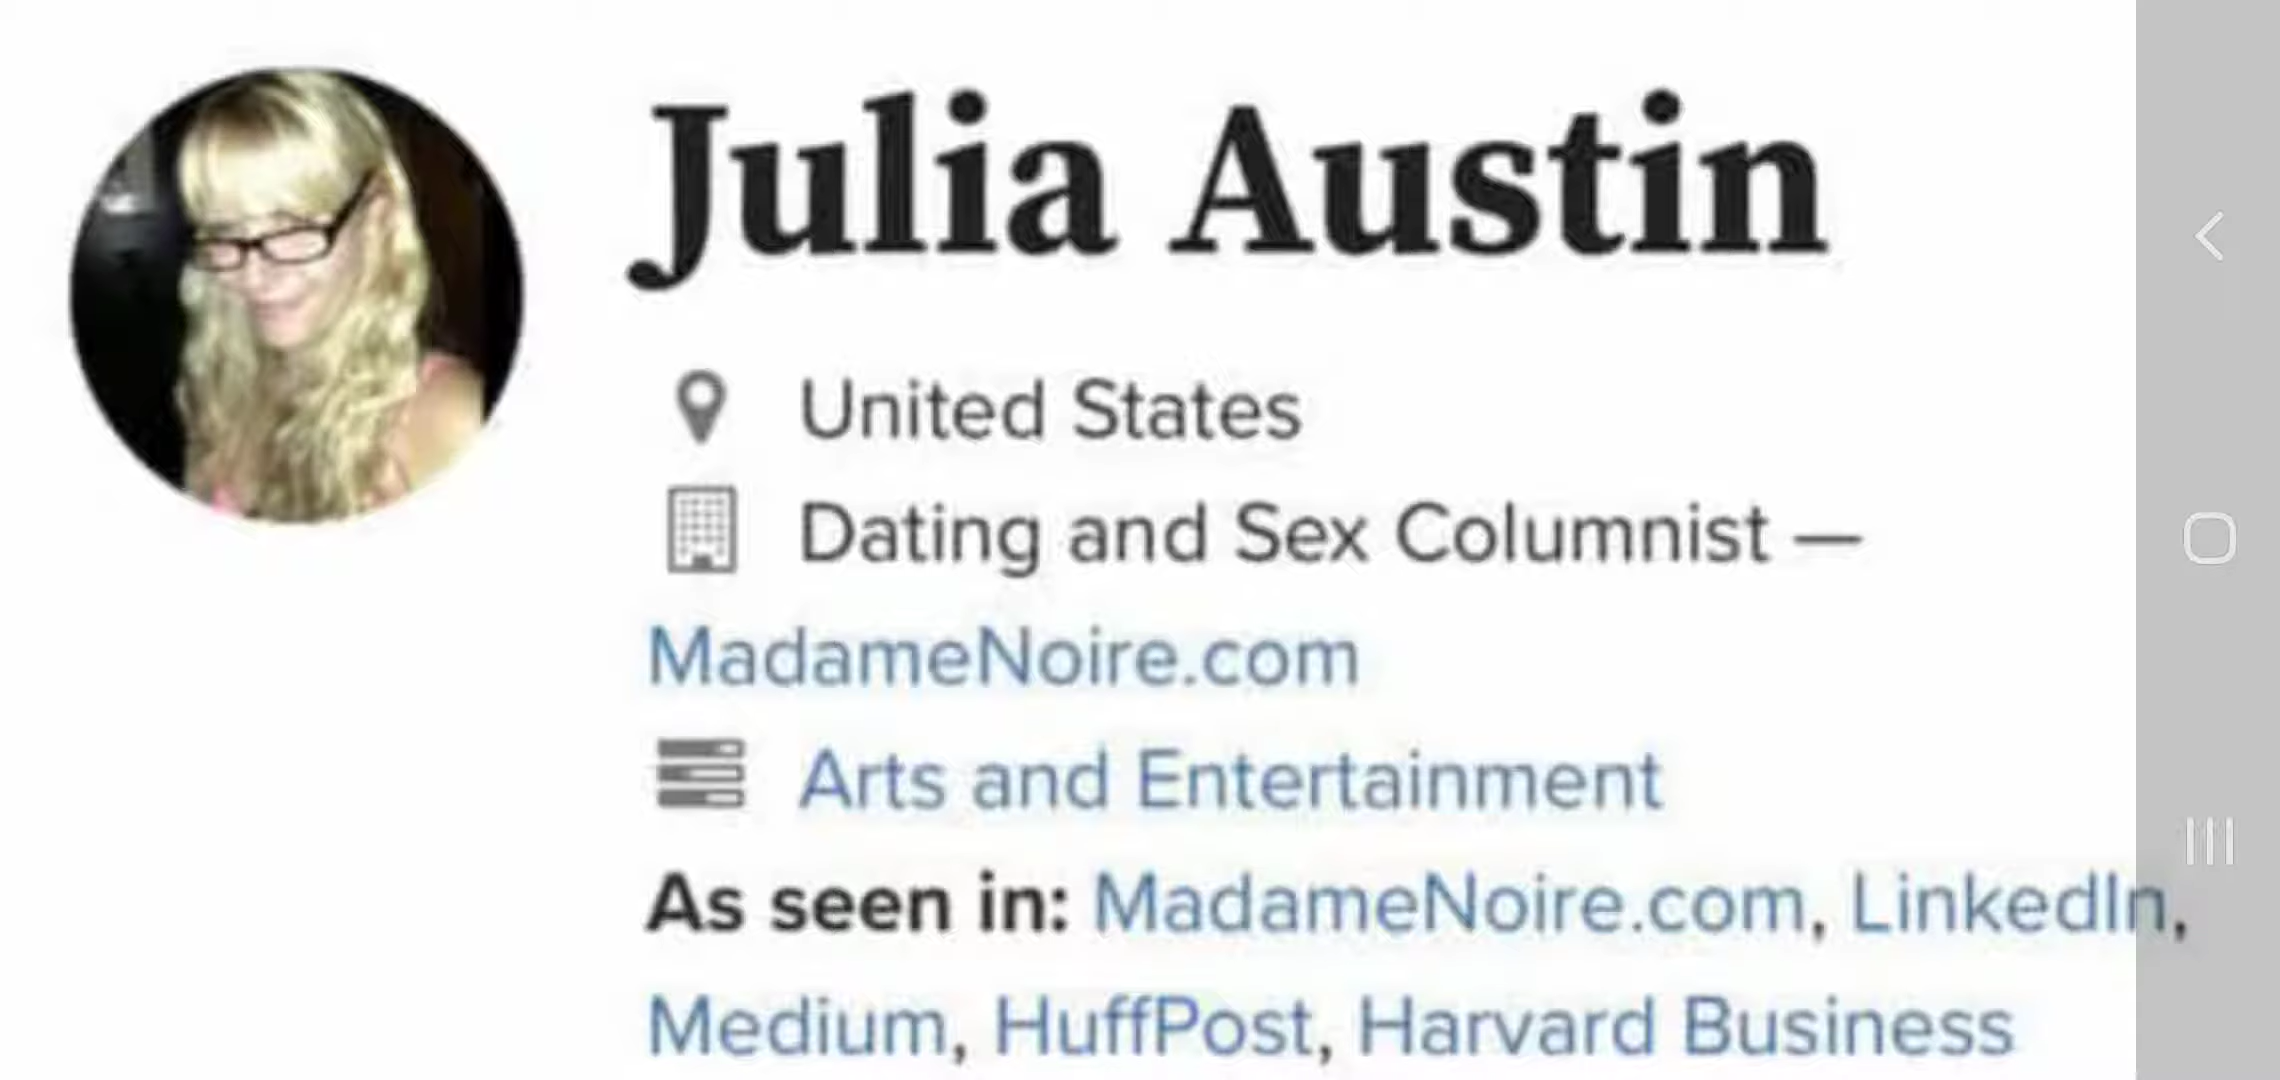 Julia Austin
United States
Dating and Sex Columnist —
MadameNoire.com
Arts and Entertainment
As seen in: MadameNoire.com, LinkedIn,
Medium, HuffPost, Harvard Business